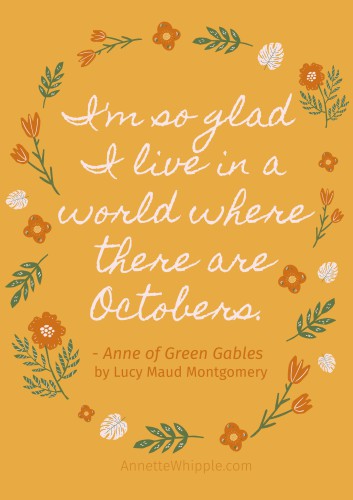 I'm so glad
I live in a
world where
there are
Octobers.
- Anne of Green Gables
by Lucy Maud Montgomery
AnnetteWhipple.com